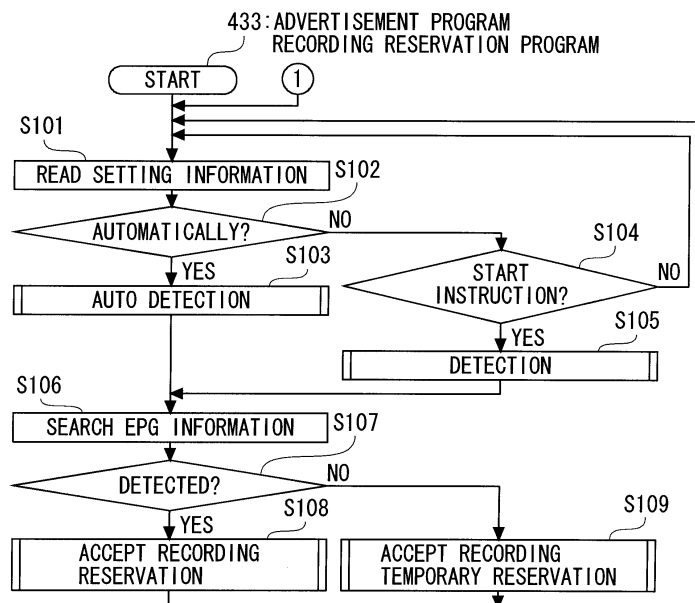 433:ADVERTISEMENT PROGRAM
RECORDING RESERVATION PROGRAM
START
1
S101
READ SETTING INFORMATION
S102
AUTOMATICALLY?
NO
YES
S103
AUTO DETECTION
S104
START
INSTRUCTION?
NO
YES
S105
DETECTION
S106
SEARCH EPG INFORMATION
S107
DETECTED?
NO
YES
S108
ACCEPT RECORDING
RESERVATION
S109
ACCEPT RECORDING
TEMPORARY RESERVATION